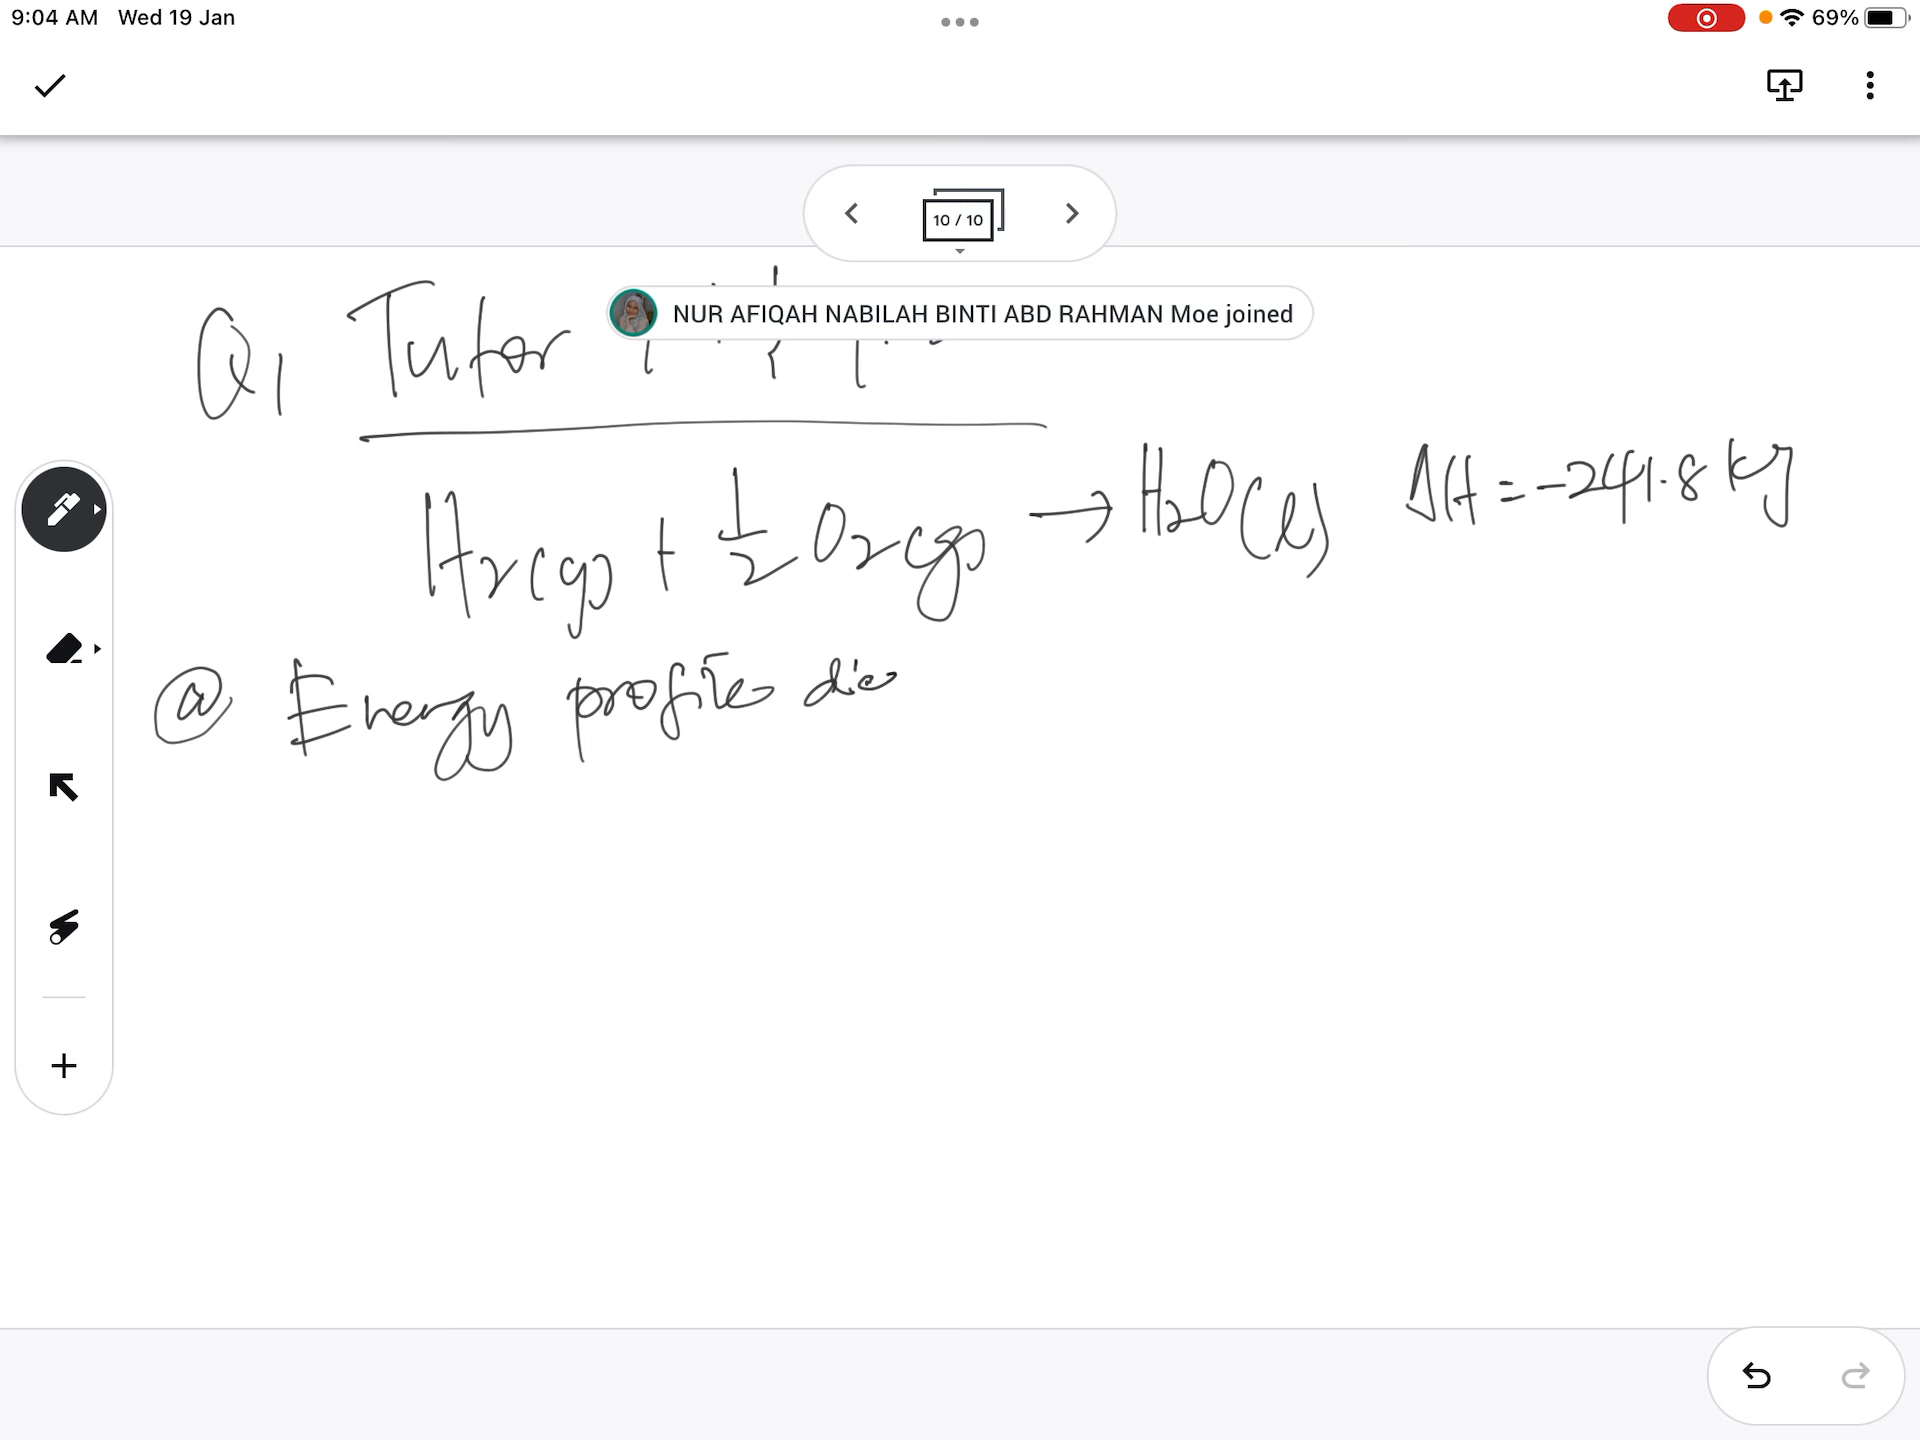 9:04 AM Wed 19 Jan
69%
10 / 10
NUR AFIQAH NABILAH BINTI ABD RAHMAN Moe joined
Q1 Tutor
H2(g) + 1/2 O2(g) → H2O(l) ΔH = -241.8 kJ
@ Energy profile dia